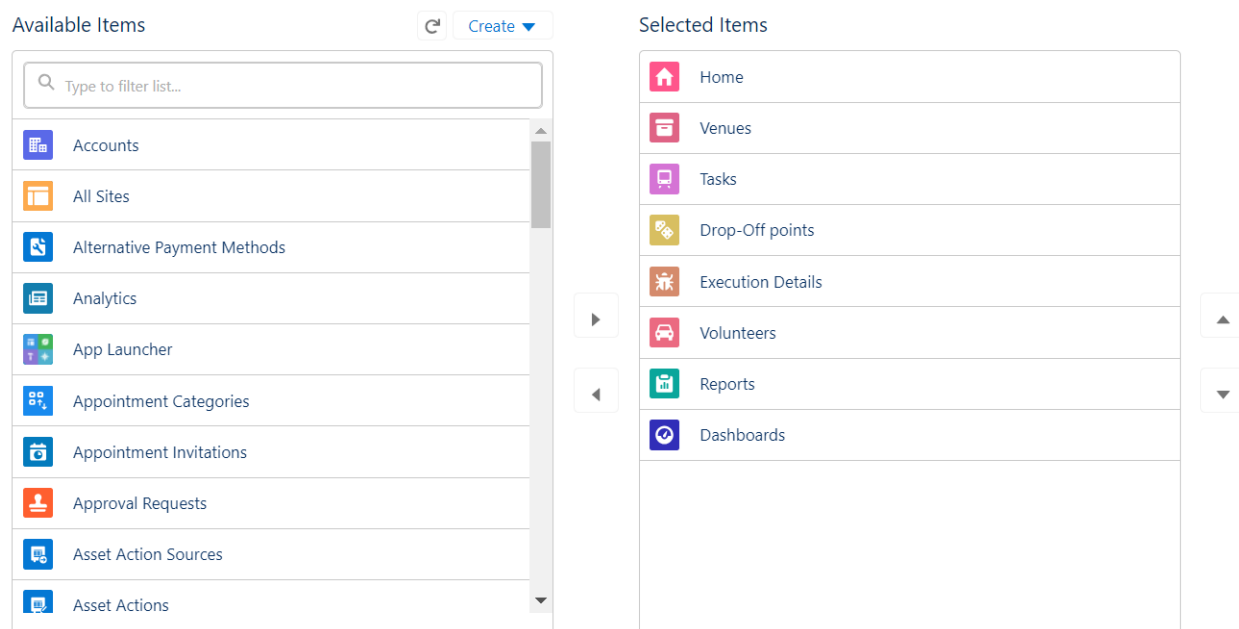 Available Items
Create
Type to filter list...
Accounts
All Sites
Alternative Payment Methods
Analytics
App Launcher
Appointment Categories
Appointment Invitations
Approval Requests
Asset Action Sources
Asset Actions
Selected Items
Home
Venues
Tasks
Drop-Off points
Execution Details
Volunteers
Reports
Dashboards